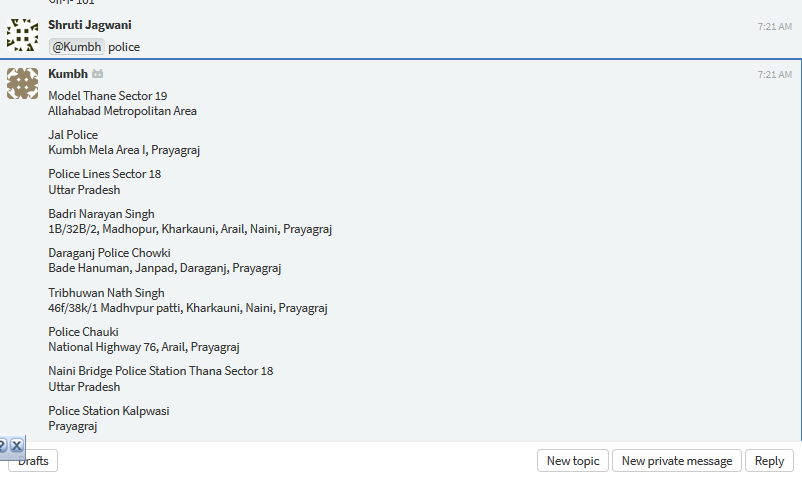 Shruti Jagwani
7:21 AM
@Kumbh police
Kumbh
7:21 AM
Model Thane Sector 19
Allahabad Metropolitan Area
Jal Police
Kumbh Mela Area I, Prayagraj
Police Lines Sector 18
Uttar Pradesh
Badri Narayan Singh
1B/32B/2, Madhopur, Kharkauni, Arail, Naini, Prayagraj
Daraganj Police Chowki
Bade Hanuman, Janpad, Daraganj, Prayagraj
Tribhuwan Nath Singh
46f/38k/1 Madhvpur patti, Kharkauni, Naini, Prayagraj
Police Chauki
National Highway 76, Arail, Prayagraj
Naini Bridge Police Station Thana Sector 18
Uttar Pradesh
Police Station Kalpwasi
Prayagraj
Drafts
New topic
New private message
Reply